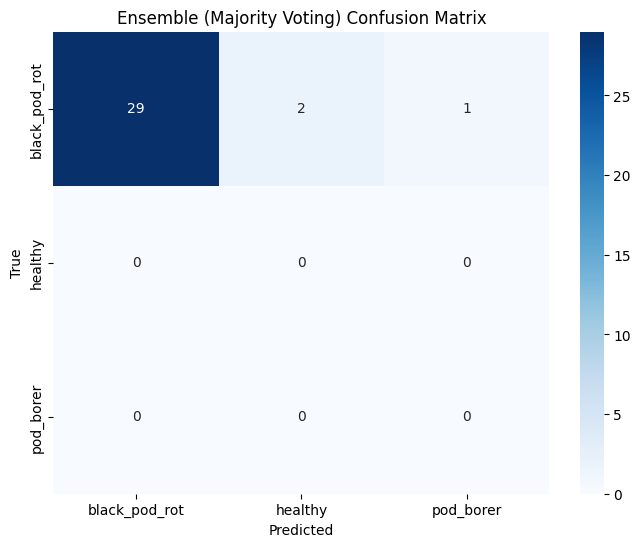 Ensemble (Majority Voting) Confusion Matrix
True
black_pod_rot
29
2
1
healthy
0
0
0
pod_borer
0
0
0
black_pod_rot
healthy
pod_borer
Predicted
25
20
15
10
5
0